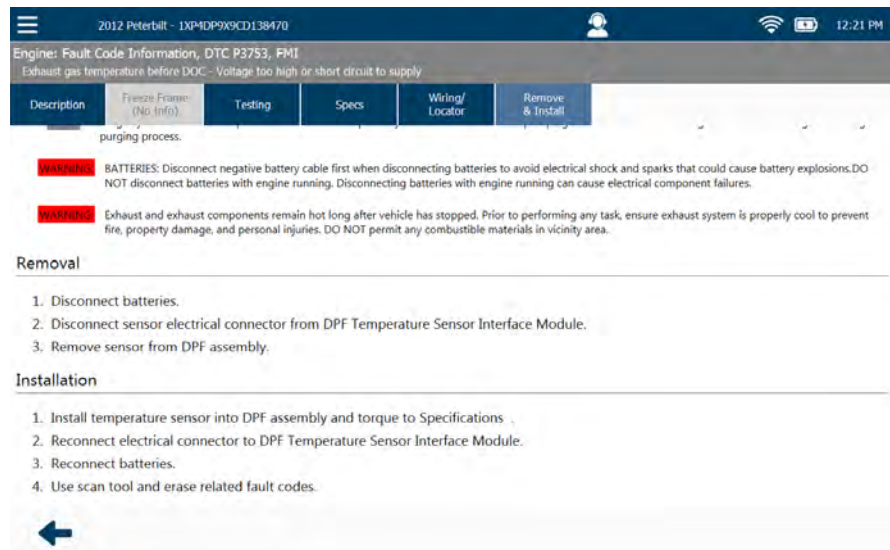 2012 Peterbilt - 1XP4DP9X9CD138470
12:21 PM
Engine: Fault Code Information, DTC P3753, FMI
Exhaust gas temperature before DOC - Voltage too high or short circuit to supply
Description
Freeze Frame
(No Info)
Testing
Specs
Wiring/
Locator
Remove
& Install
purging process.
WARNING BATTERIES: Disconnect negative battery cable first when disconnecting batteries to avoid electrical shock and sparks that could cause battery explosions.DO
NOT disconnect batteries with engine running. Disconnecting batteries with engine running can cause electrical component failures.
WARNING Exhaust and exhaust components remain hot long after vehicle has stopped. Prior to performing any task, ensure exhaust system is properly cool to prevent
fire, property damage, and personal injuries. DO NOT permit any combustible materials in vicinity area.
Removal
1. Disconnect batteries.
2. Disconnect sensor electrical connector from DPF Temperature Sensor Interface Module.
3. Remove sensor from DPF assembly.
Installation
1. Install temperature sensor into DPF assembly and torque to Specifications .
2. Reconnect electrical connector to DPF Temperature Sensor Interface Module.
3. Reconnect batteries.
4. Use scan tool and erase related fault codes.